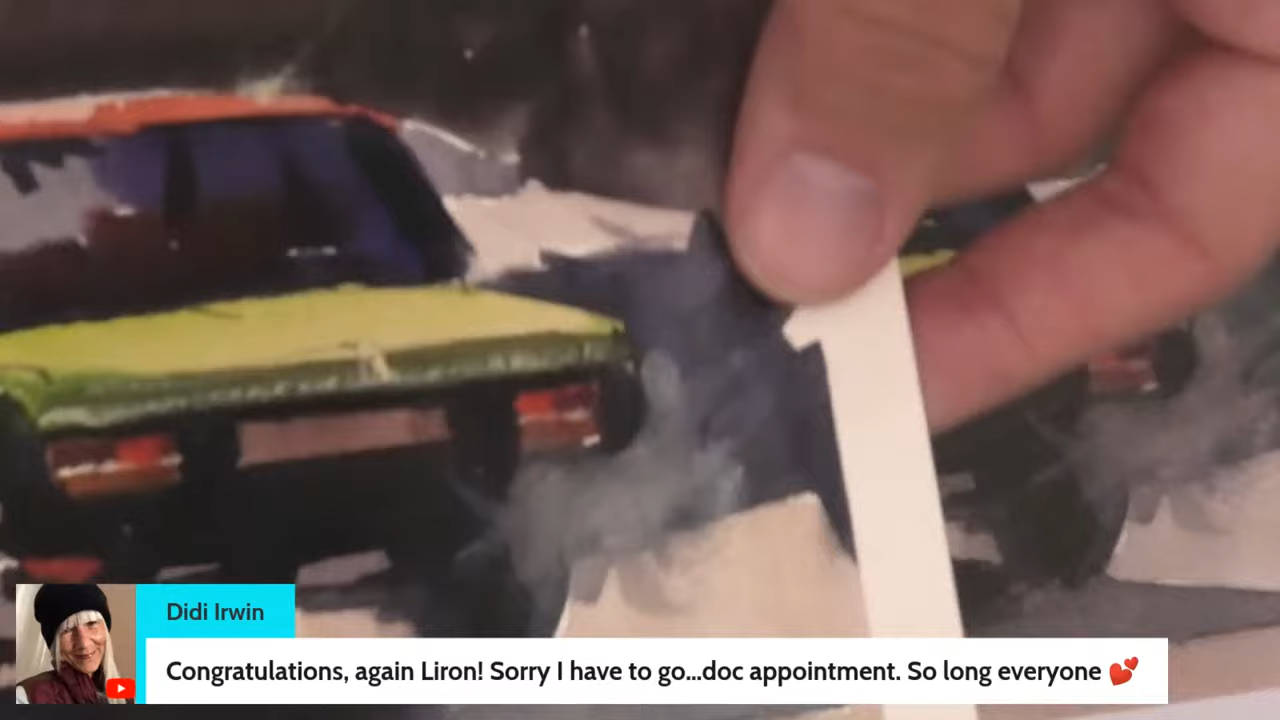 Didi Irwin
Congratulations, again Liron! Sorry I have to go...doc appointment. So long everyone 💕